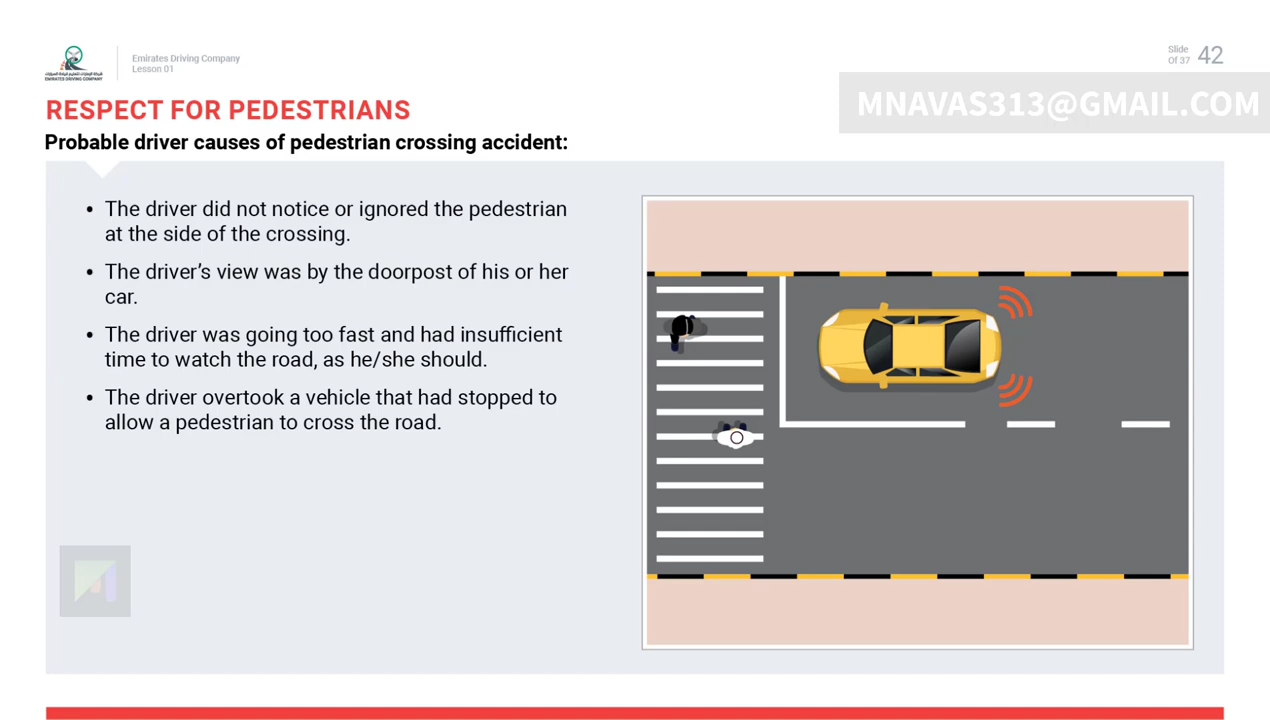 Emirates Driving Company
Lesson 01
Slide
Of 37
42
EMIRATES DRIVING COMPANY
MNAVAS313@GMAIL.COM
RESPECT FOR PEDESTRIANS
Probable driver causes of pedestrian crossing accident:
• The driver did not notice or ignored the pedestrian
at the side of the crossing.
• The driver’s view was by the doorpost of his or her
car.
• The driver was going too fast and had insufficient
time to watch the road, as he/she should.
• The driver overtook a vehicle that had stopped to
allow a pedestrian to cross the road.